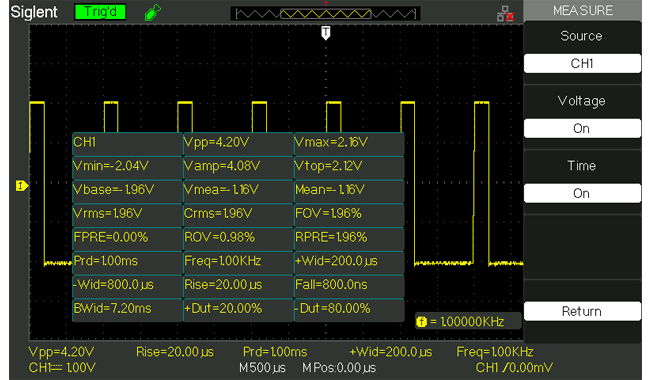 Siglent Trig'd MEASURE
T
Source
CH1
Voltage
On
Time
On
Return
CH1 Vpp=4.20V Vmax=2.16V
Vmin=-2.04V Vamp=4.08V Vtop=2.12V
Vbase=-1.96V Vmea=-1.16V Mean=-1.16V
Vrms=1.96V Crms=1.96V FOV=1.96%
FPRE=0.00% ROV=0.98% RPRE=1.96%
Prd=1.00ms Freq=1.00KHz +Wid=200.0µs
-Wid=800.0µs Rise=20.00µs Fall=800.0ns
BWid=7.20ms +Dut=20.00% -Dut=80.00%
1
f = 1.00000KHz
Vpp=4.20V Rise=20.00µs Prd=1.00ms +Wid=200.0µs Freq=1.00KHz
CH1 1.00V M500µs MPos:0.00µs CH1 /0.00mV